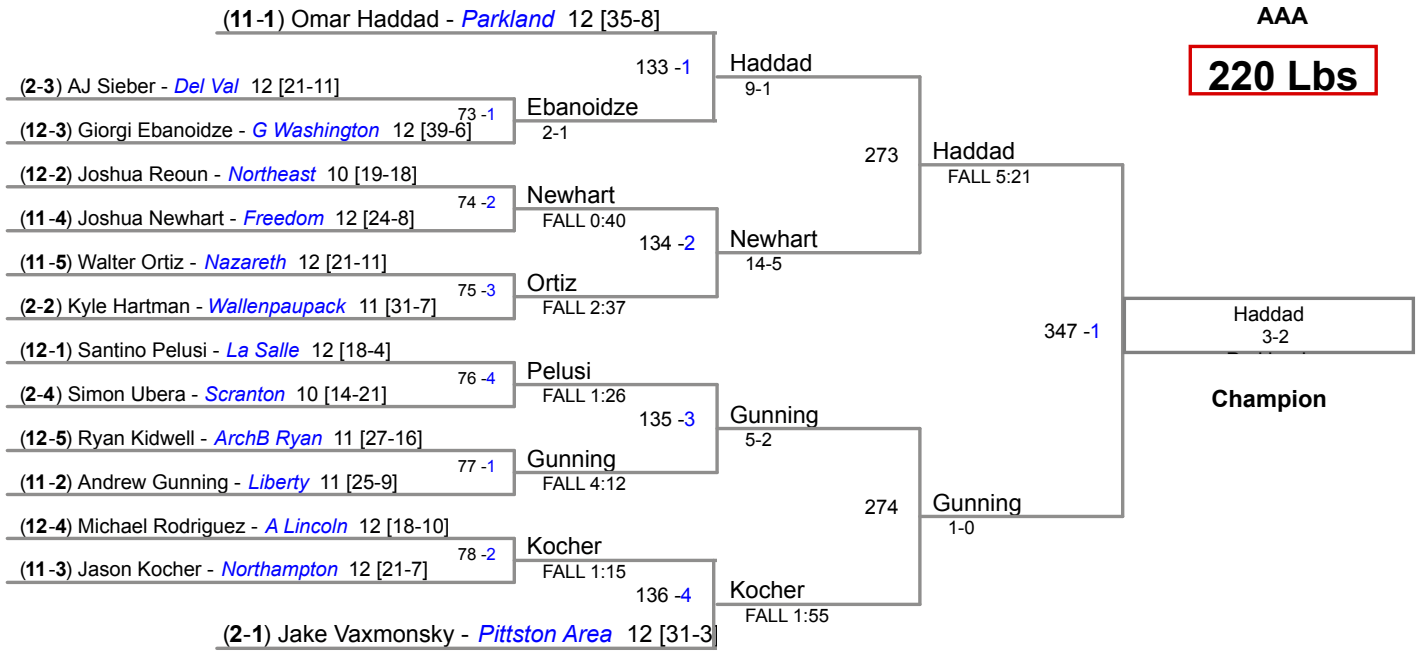 (11-1) Omar Haddad - Parkland 12 [35-8]
AAA
220 Lbs
133 -1
Haddad
9-1
(2-3) AJ Sieber - Del Val 12 [21-11]
73 -1
Ebanoidze
2-1
(12-3) Giorgi Ebanoidze - G Washington 12 [39-6]
273
Haddad
FALL 5:21
(12-2) Joshua Reoun - Northeast 10 [19-18]
74 -2
Newhart
FALL 0:40
(11-4) Joshua Newhart - Freedom 12 [24-8]
134 -2
Newhart
14-5
(11-5) Walter Ortiz - Nazareth 12 [21-11]
75 -3
Ortiz
FALL 2:37
(2-2) Kyle Hartman - Wallenpaupack 11 [31-7]
347 -1
Haddad
3-2
Champion
(12-1) Santino Pelusi - La Salle 12 [18-4]
76 -4
Pelusi
FALL 1:26
(2-4) Simon Ubera - Scranton 10 [14-21]
135 -3
Gunning
5-2
(12-5) Ryan Kidwell - ArchB Ryan 11 [27-16]
77 -1
Gunning
FALL 4:12
(11-2) Andrew Gunning - Liberty 11 [25-9]
274
Gunning
1-0
(12-4) Michael Rodriguez - A Lincoln 12 [18-10]
78 -2
Kocher
FALL 1:15
(11-3) Jason Kocher - Northampton 12 [21-7]
136 -4
Kocher
FALL 1:55
(2-1) Jake Vaxmonsky - Pittston Area 12 [31-3]